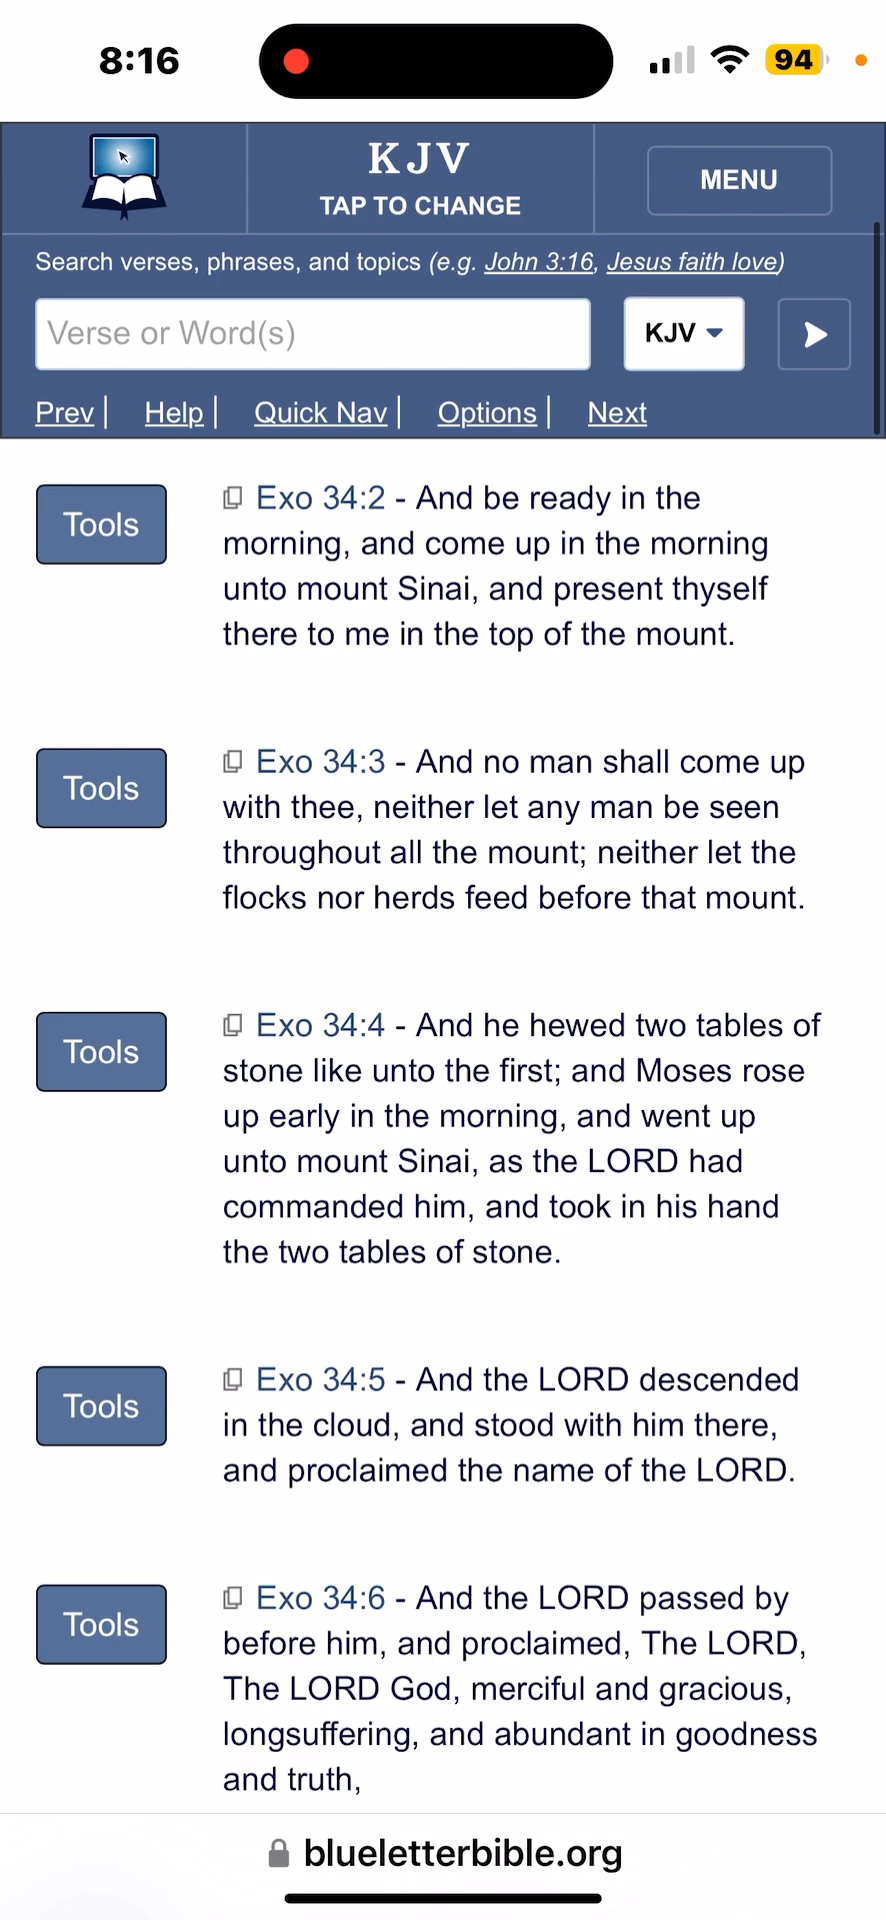 8:16
94
KJV
TAP TO CHANGE
MENU
Search verses, phrases, and topics (e.g. John 3:16, Jesus faith love)
Verse or Word(s)
KJV
Prev | Help | Quick Nav | Options | Next
Tools
Exo 34:2 - And be ready in the
morning, and come up in the morning
unto mount Sinai, and present thyself
there to me in the top of the mount.
Tools
Exo 34:3 - And no man shall come up
with thee, neither let any man be seen
throughout all the mount; neither let the
flocks nor herds feed before that mount.
Tools
Exo 34:4 - And he hewed two tables of
stone like unto the first; and Moses rose
up early in the morning, and went up
unto mount Sinai, as the LORD had
commanded him, and took in his hand
the two tables of stone.
Tools
Exo 34:5 - And the LORD descended
in the cloud, and stood with him there,
and proclaimed the name of the LORD.
Tools
Exo 34:6 - And the LORD passed by
before him, and proclaimed, The LORD,
The LORD God, merciful and gracious,
longsuffering, and abundant in goodness
and truth,
blueletterbible.org